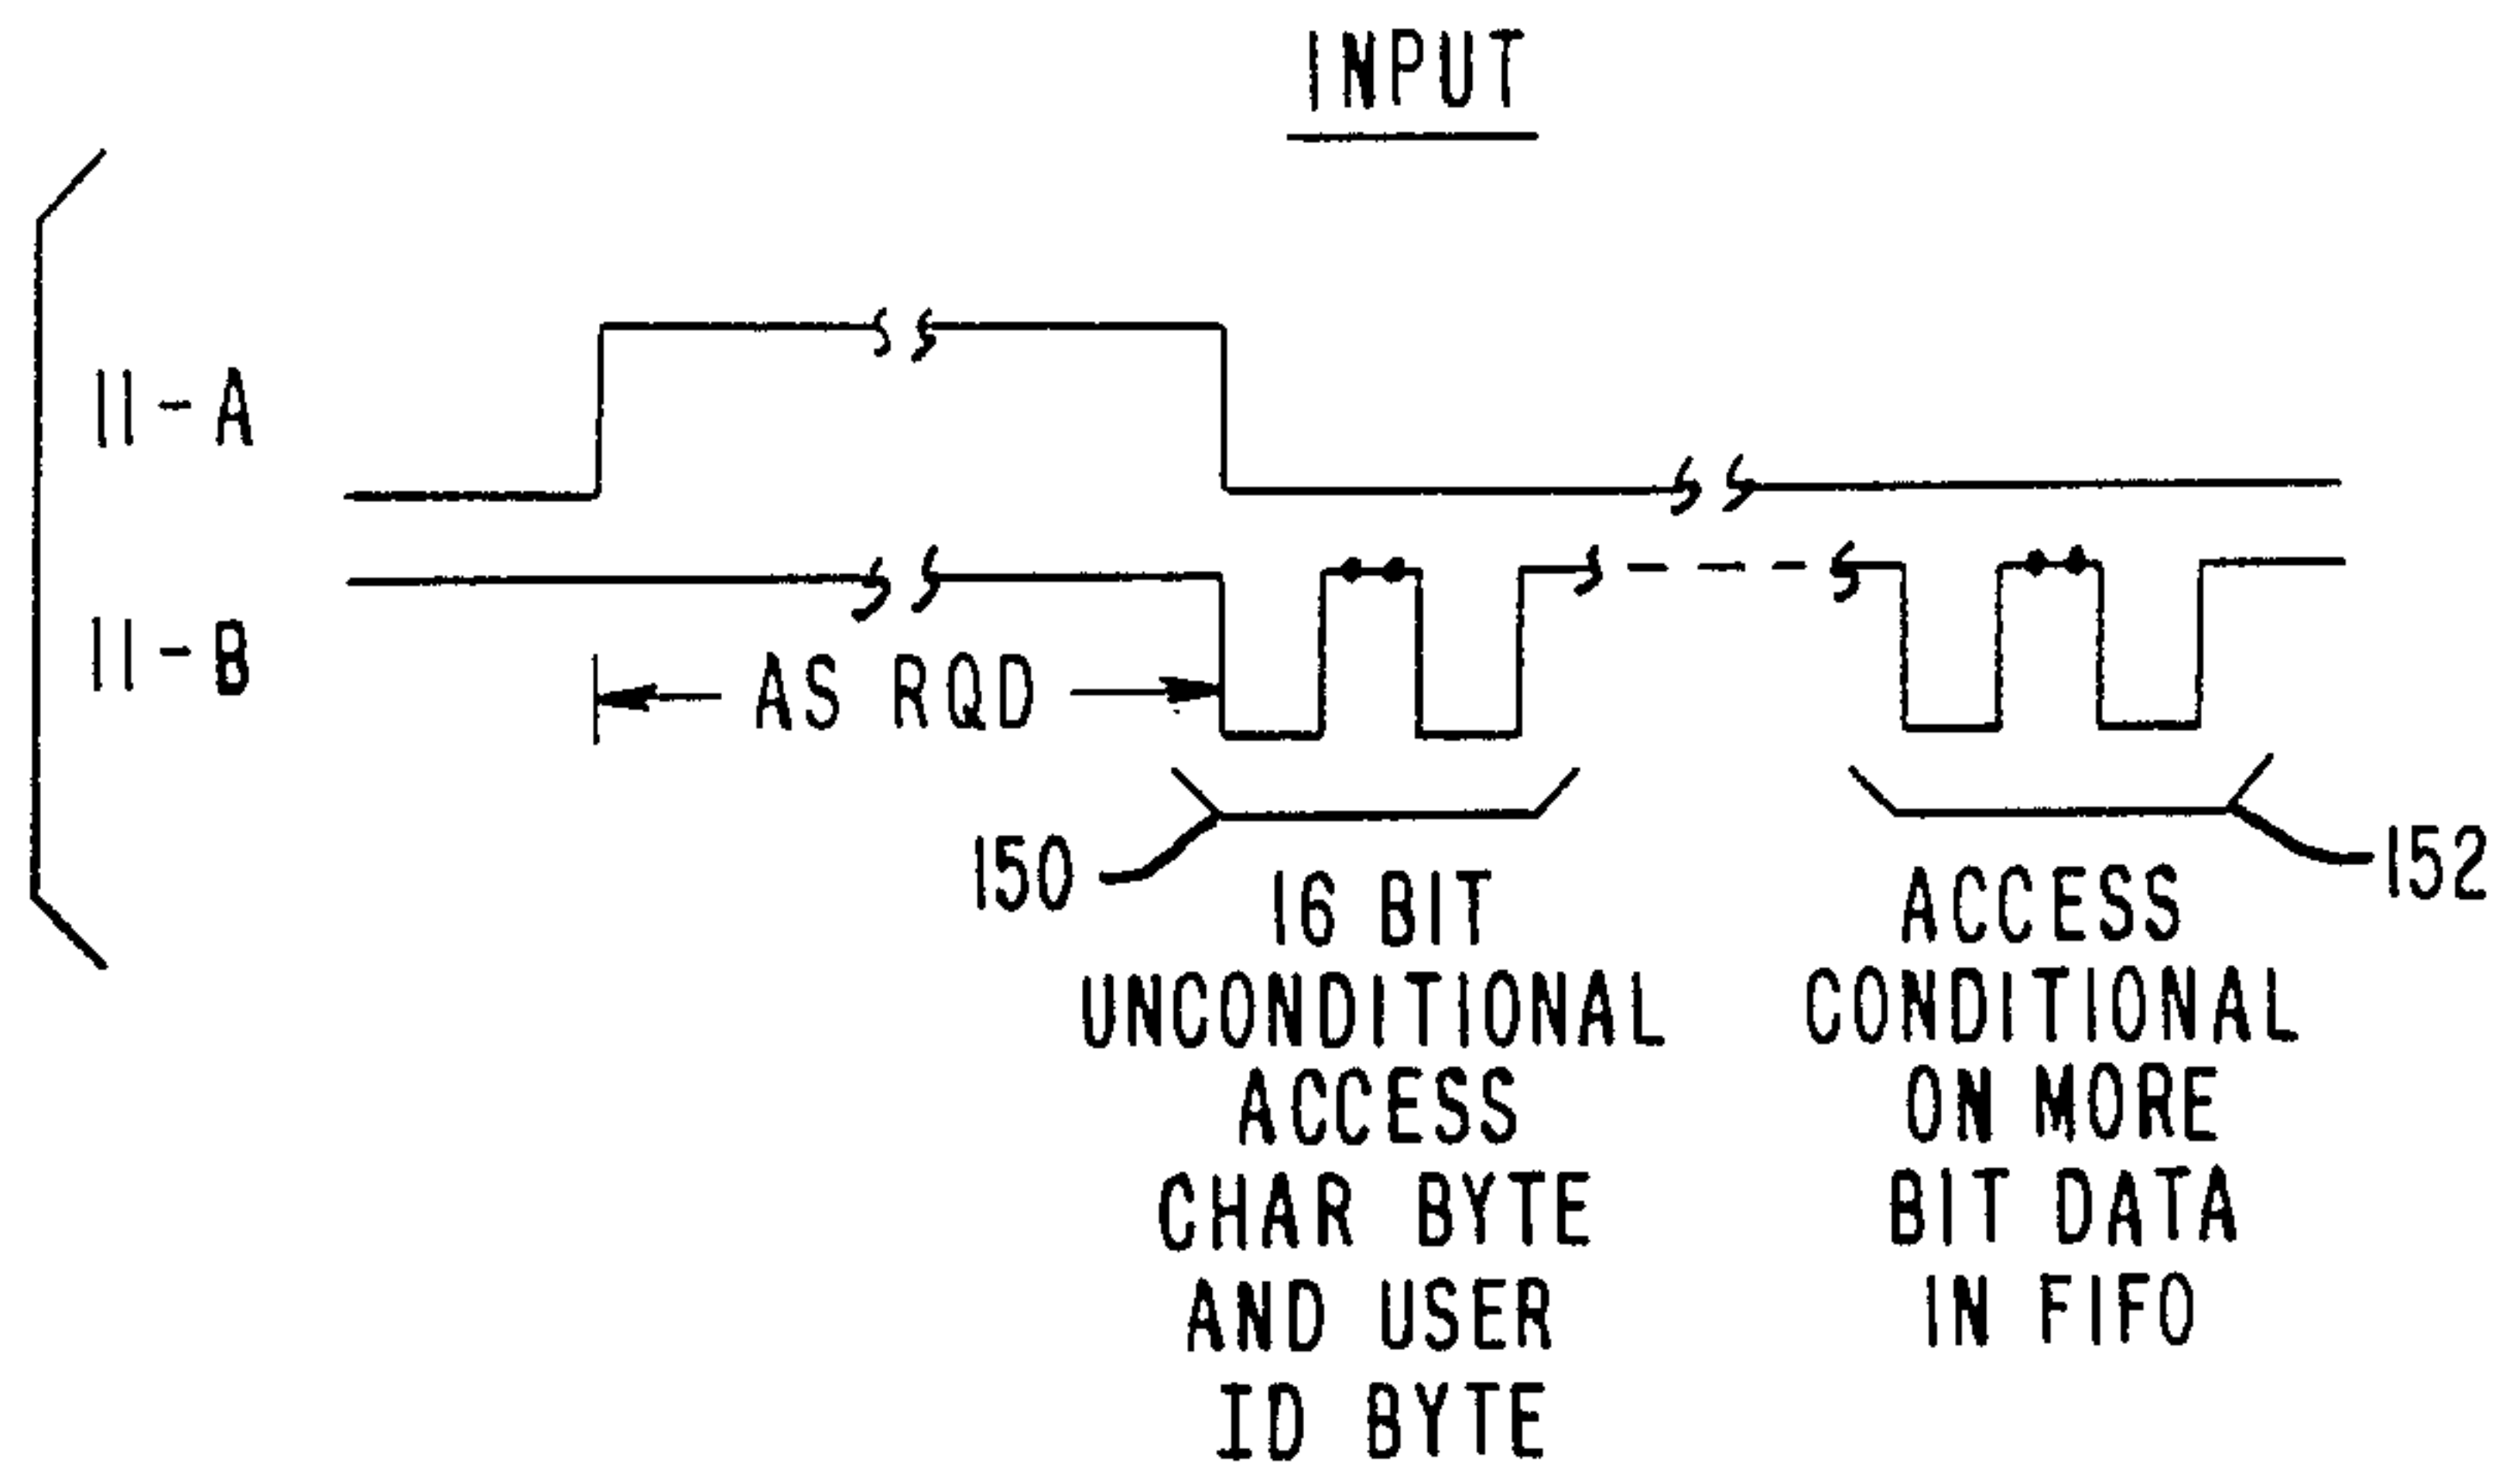 INPUT
11-A
11-B
AS RQD
150
16 BIT
UNCONDITIONAL
ACCESS
CHAR BYTE
AND USER
ID BYTE
152
ACCESS
CONDITIONAL
ON MORE
BIT DATA
IN FIFO